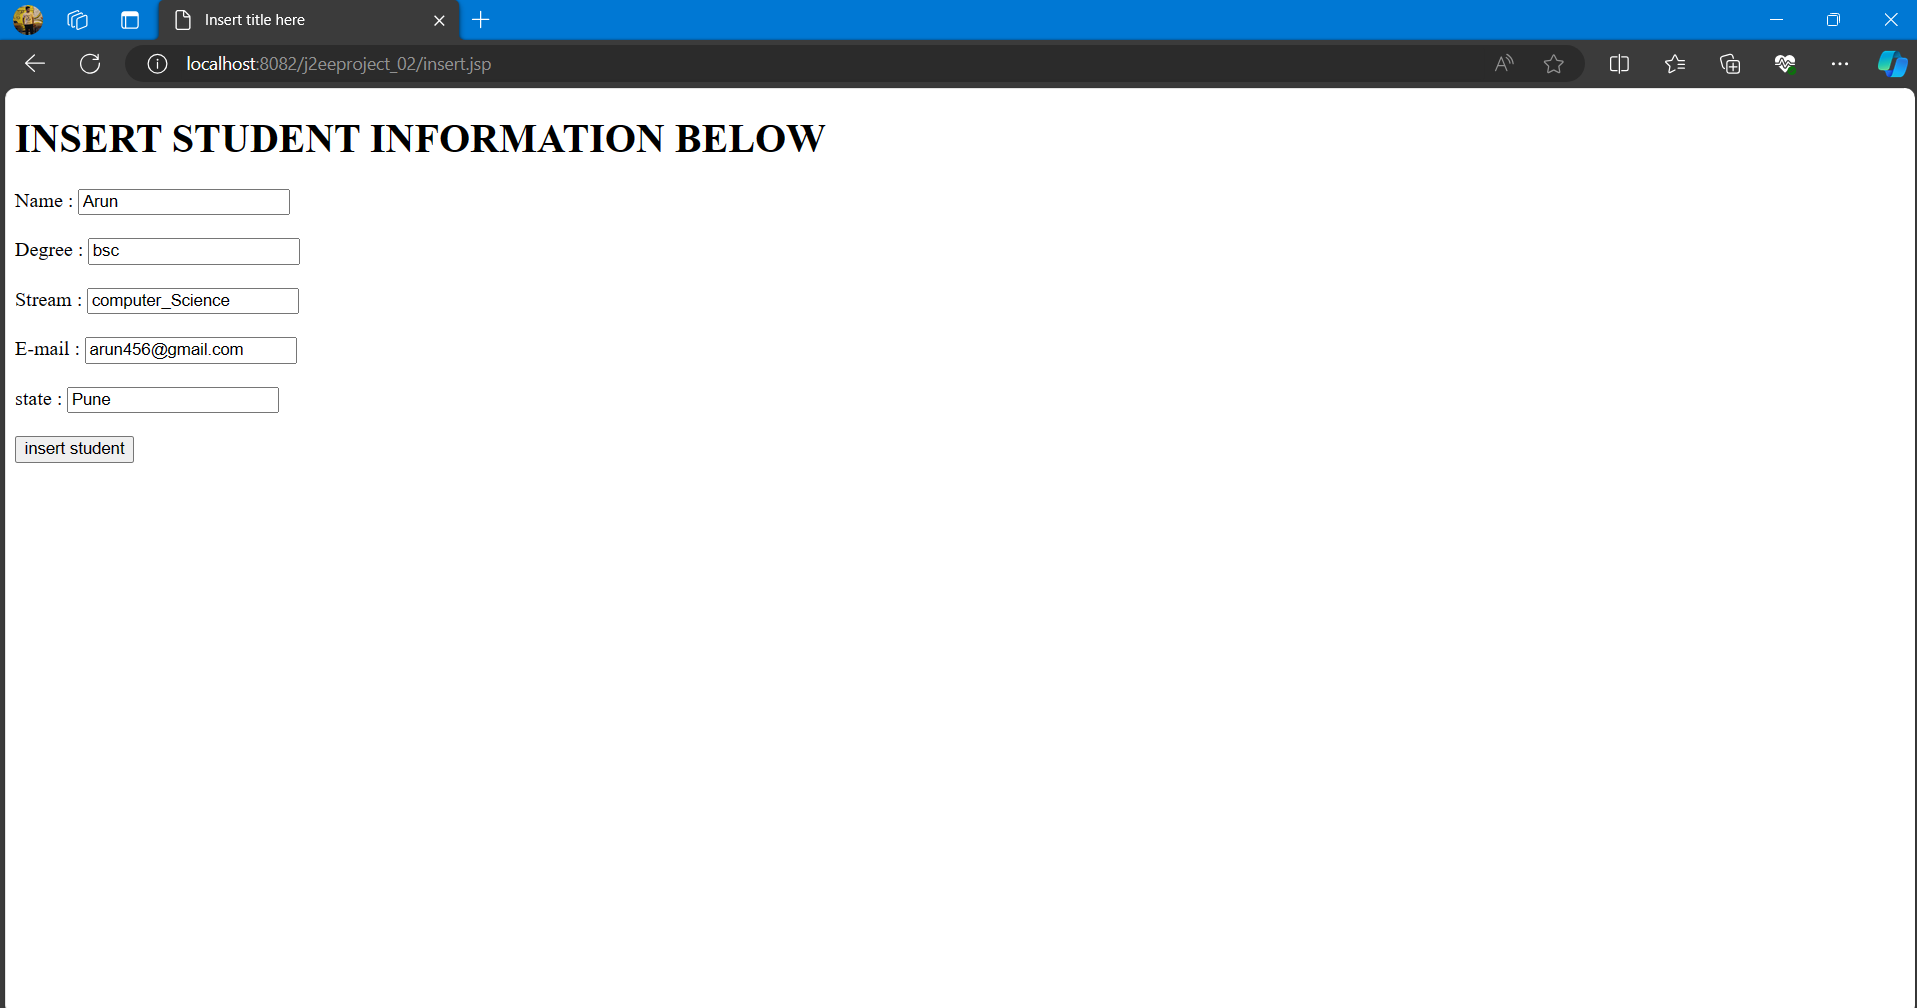 Insert title here
localhost:8082/j2eeproject_02/insert.jsp
INSERT STUDENT INFORMATION BELOW
Name : Arun
Degree : bsc
Stream : computer_Science
E-mail : arun456@gmail.com
state : Pune
insert student